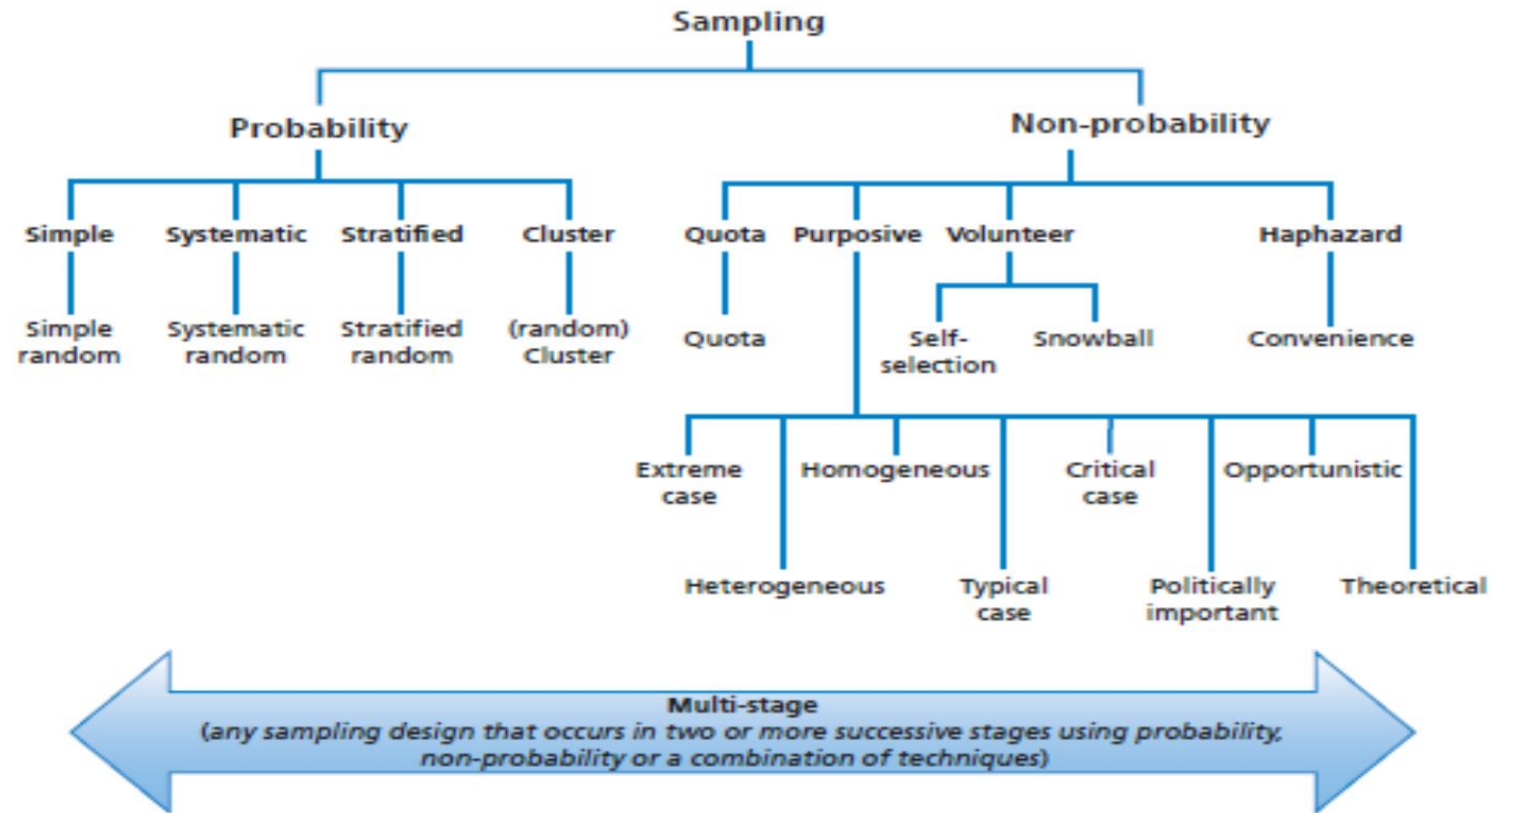 Sampling
Probability
Non-probability
Simple
Systematic
Stratified
Cluster
Quota
Purposive
Volunteer
Haphazard
Simple
random
Systematic
random
Stratified
random
(random)
Cluster
Quota
Self-
selection
Snowball
Convenience
Extreme
case
Homogeneous
Critical
case
Opportunistic
Heterogeneous
Typical
case
Politically
important
Theoretical
Multi-stage
(any sampling design that occurs in two or more successive stages using probability,
non-probability or a combination of techniques)